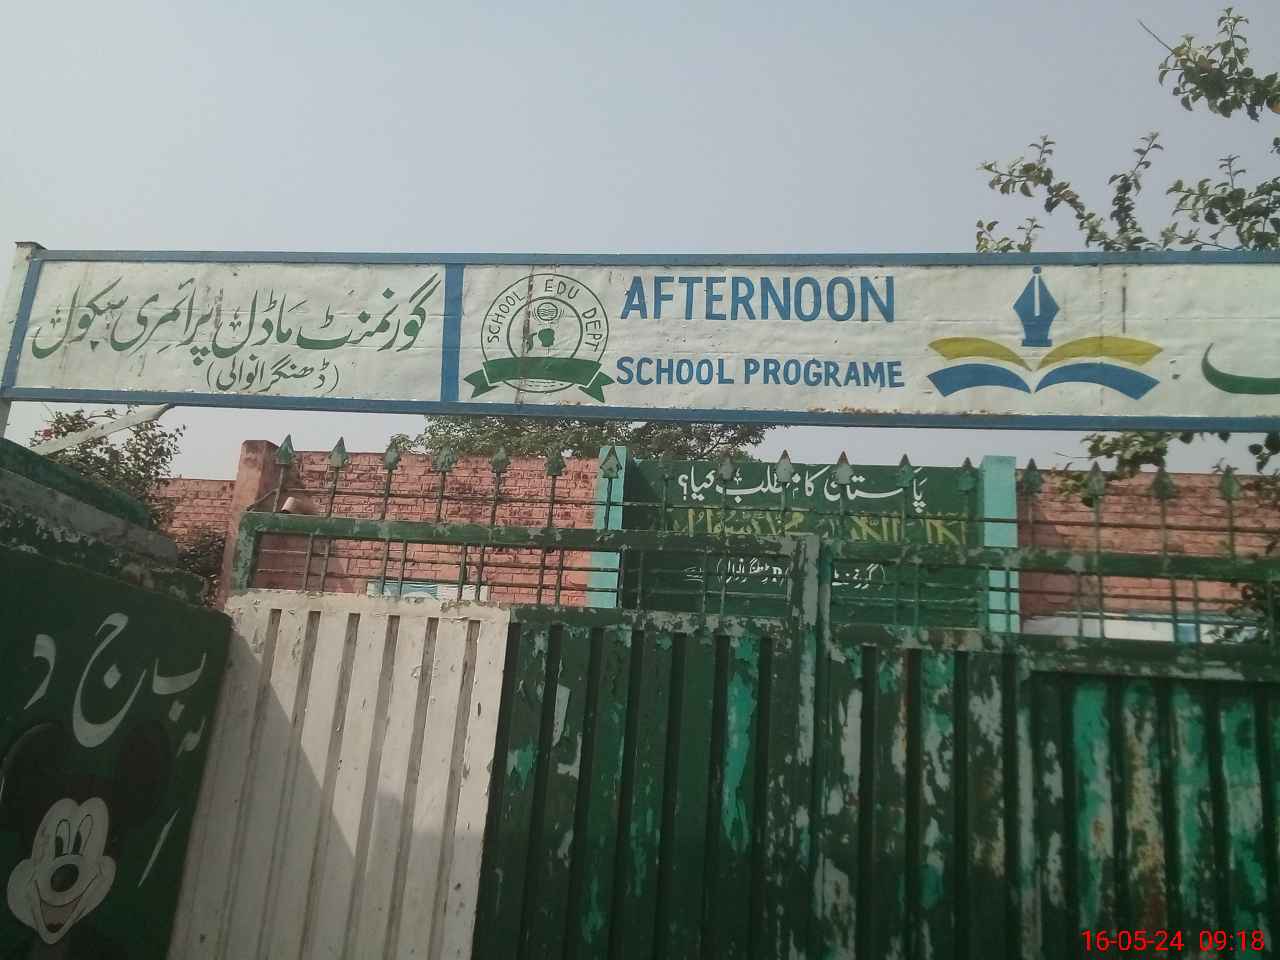 گورنمنٹ ماڈل پرائمری سکول
(ڈھنگرانوالی)
SCHOOL EDU DEPT
AFTERNOON
SCHOOL PROGRAME
پاکستان کا مطلب کیا؟
ب ج د
16-05-24 09:18